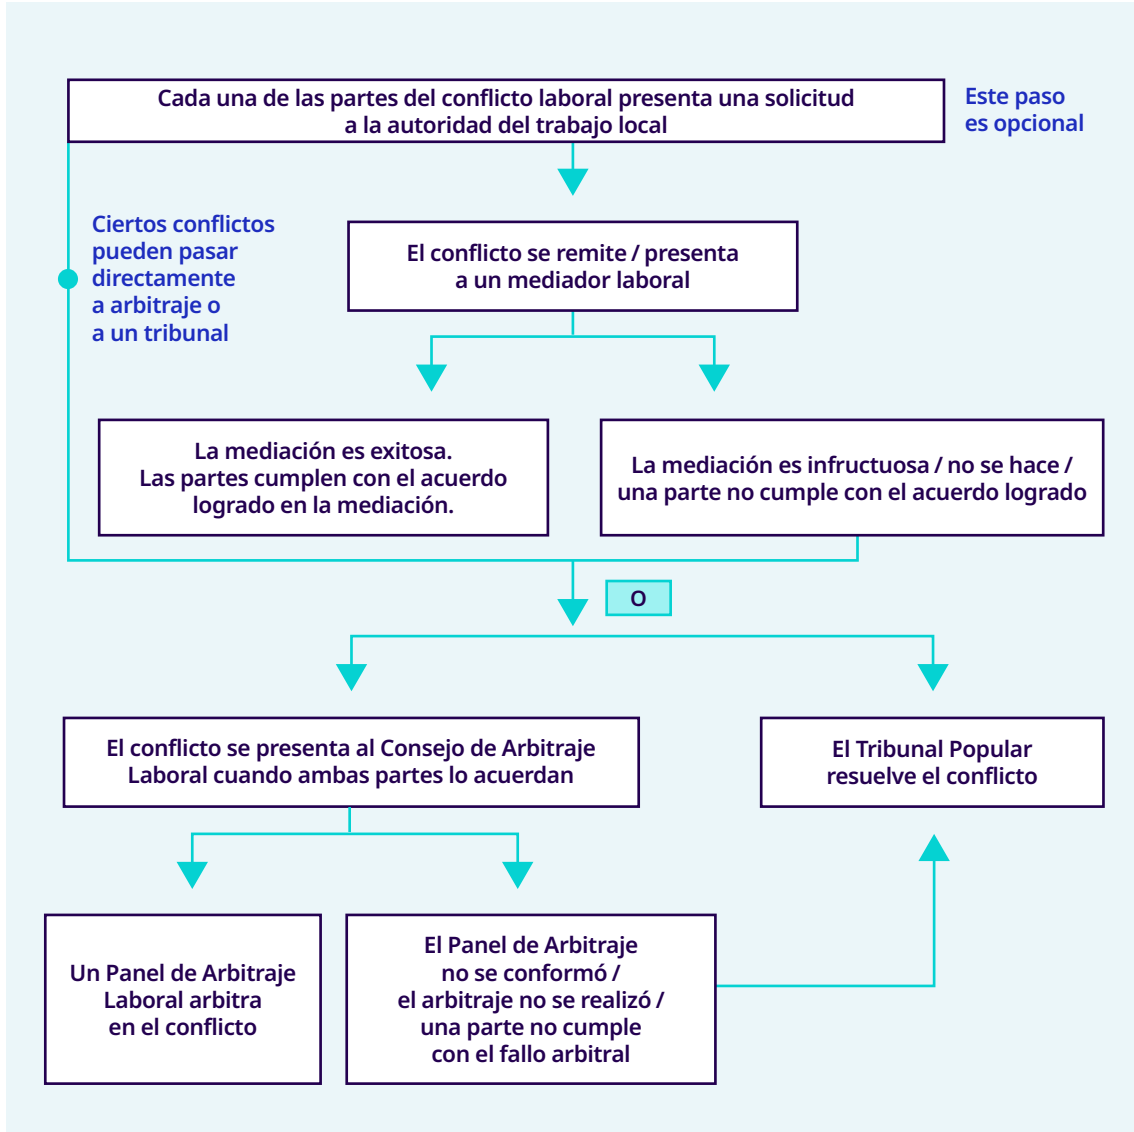 Cada una de las partes del conflicto laboral presenta una solicitud
a la autoridad del trabajo local
Este paso
es opcional
Ciertos conflictos
pueden pasar
directamente
a arbitraje o
a un tribunal
El conflicto se remite / presenta
a un mediador laboral
La mediación es exitosa.
Las partes cumplen con el acuerdo
logrado en la mediación.
La mediación es infructuosa / no se hace /
una parte no cumple con el acuerdo logrado
O
El conflicto se presenta al Consejo de Arbitraje
Laboral cuando ambas partes lo acuerdan
El Tribunal Popular
resuelve el conflicto
Un Panel de Arbitraje
Laboral arbitra
en el conflicto
El Panel de Arbitraje
no se conformó /
el arbitraje no se realizó /
una parte no cumple
con el fallo arbitral